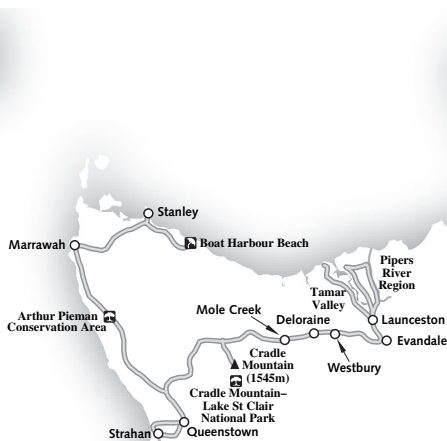 Stanley
Marrawah
Boat Harbour Beach
Pipers
River
Region
Tamar
Valley
Arthur Pieman
Conservation Area
Mole Creek
Deloraine
Launceston
Evandale
Westbury
Cradle
Mountain
(1545m)
Cradle Mountain–
Lake St Clair
National Park
Strahan
Queenstown